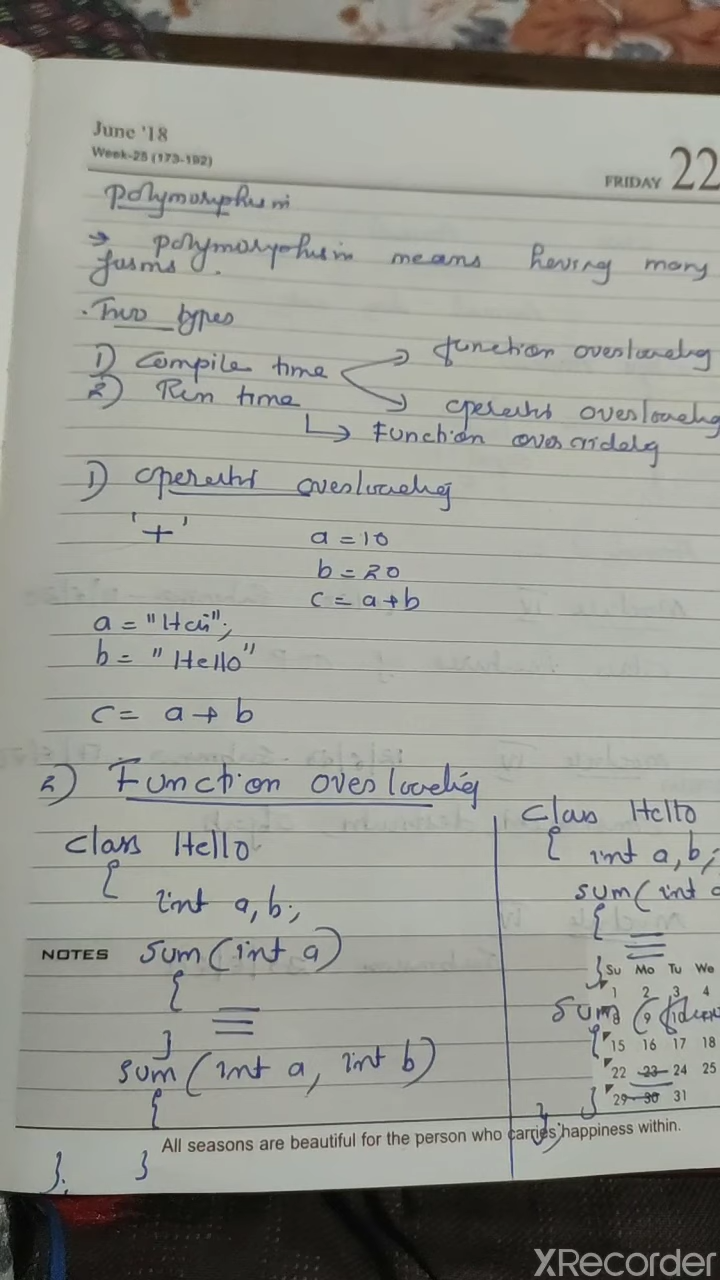 June '18
Week-25 (173-192)
FRIDAY 22
polymorphism
→ polymorphism means having many
forms.
. Two types
1) Compile time → function overloading
→ operator overloading
2) Run time
↳ Function overriding
1) operator overloading
'+'
a = 10
b = 20
c = a+b
a = "Hai";
b = "Hello"
c = a + b
2) Function overloading
class Hello
{
int a, b;
NOTES sum(int a)
{
}
sum (int a, int b)
{
}
};
class Hello
{ int a, b;
sum( int
{
}
sum (
{
}
};
Su Mo Tu We
1 2 3 4
15 16 17 18
22 23 24 25
29 30 31
All seasons are beautiful for the person who carries happiness within.
XRecorder